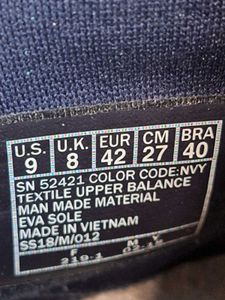 U.S. U.K. EUR CM BRA
9 8 42 27 40
SN 52421 COLOR CODE:NVY
TEXTILE UPPER BALANCE
MAN MADE MATERIAL
EVA SOLE
MADE IN VIETNAM
SS18/M/012